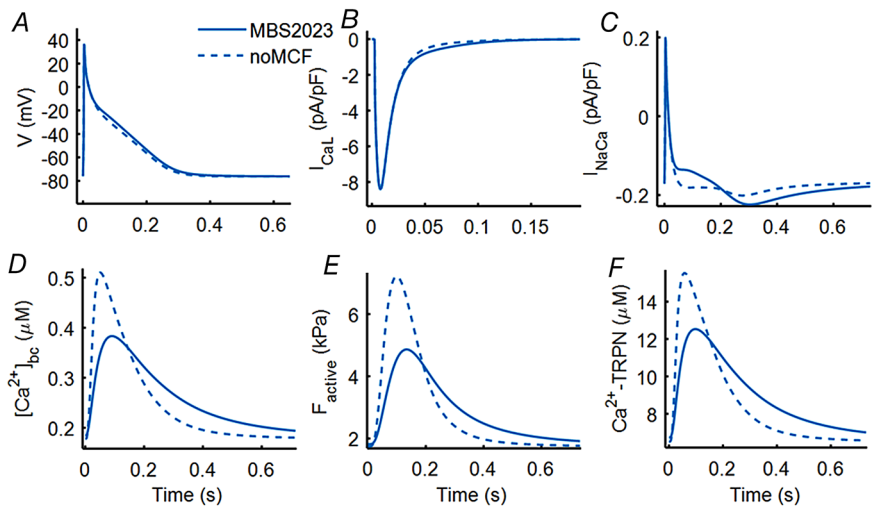 A
MBS2023
noMCF
V (mV)
40
20
0
-20
-40
-60
-80
0
0.2
0.4
0.6
B
I_CaL (pA/pF)
0
-2
-4
-6
-8
0
0.05
0.1
0.15
C
I_NaCa (pA/pF)
0.2
0
-0.2
0
0.2
0.4
0.6
D
[Ca2+]bc (μM)
0.5
0.4
0.3
0.2
0
0.2
0.4
0.6
Time (s)
E
F_active (kPa)
6
4
2
0
0.2
0.4
0.6
Time (s)
F
Ca2+-TRPN (μM)
14
12
10
8
0
0.2
0.4
0.6
Time (s)